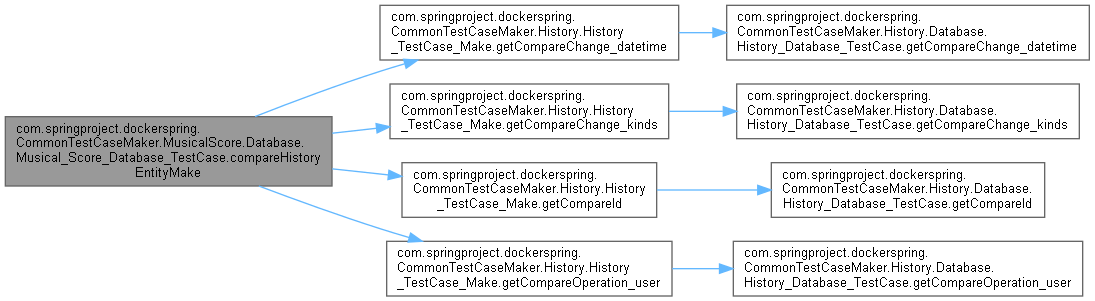 com.springproject.dockerspring.
CommonTestCaseMaker.MusicalScore.Database.
Musical_Score_Database_TestCase.compareHistory
EntityMake
com.springproject.dockerspring.
CommonTestCaseMaker.History.History
_TestCase_Make.getCompareChange_datetime
com.springproject.dockerspring.
CommonTestCaseMaker.History.Database.
History_Database_TestCase.getCompareChange_datetime
com.springproject.dockerspring.
CommonTestCaseMaker.History.History
_TestCase_Make.getCompareChange_kinds
com.springproject.dockerspring.
CommonTestCaseMaker.History.Database.
History_Database_TestCase.getCompareChange_kinds
com.springproject.dockerspring.
CommonTestCaseMaker.History.History
_TestCase_Make.getCompareId
com.springproject.dockerspring.
CommonTestCaseMaker.History.Database.
History_Database_TestCase.getCompareId
com.springproject.dockerspring.
CommonTestCaseMaker.History.History
_TestCase_Make.getCompareOperation_user
com.springproject.dockerspring.
CommonTestCaseMaker.History.Database.
History_Database_TestCase.getCompareOperation_user